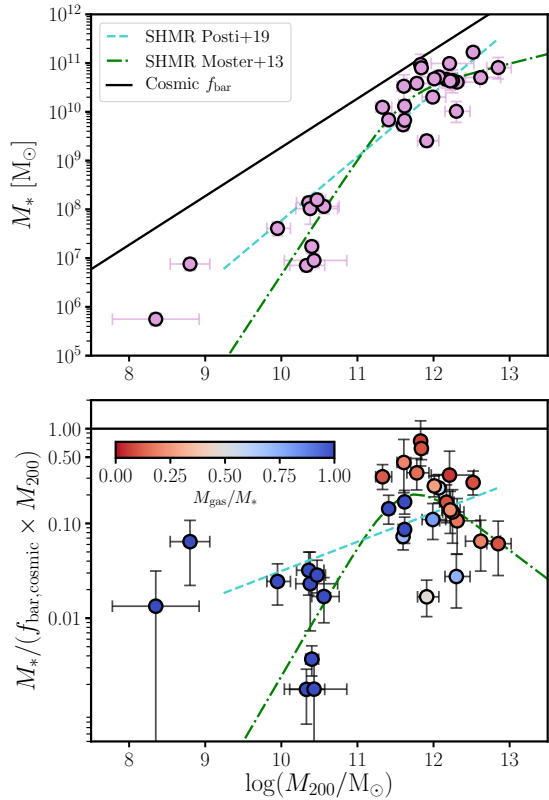 10^12
10^11
10^10
10^9
10^8
10^7
10^6
10^5
M_* [M_⊙]
SHMR Posti+19
SHMR Moster+13
Cosmic f_bar
8 9 10 11 12 13
1.00
0.50
0.10
0.01
M_*/(f_bar,cosmic × M_200)
0.00 0.25 0.50 0.75 1.00
M_gas/M_*
8 9 10 11 12 13
log(M_200/M_⊙)